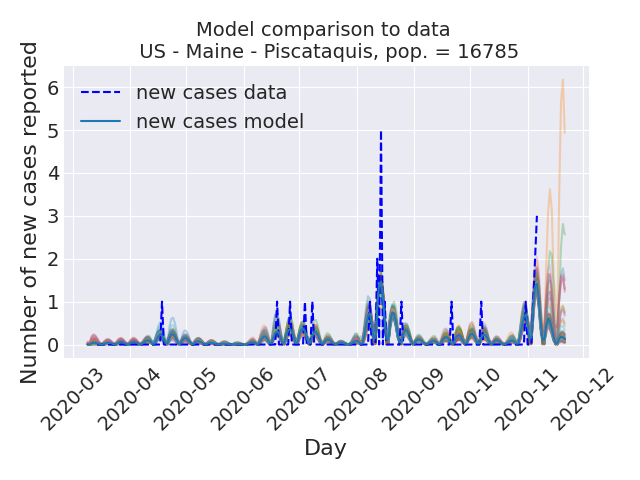 Model comparison to data
US - Maine - Piscataquis, pop. = 16785
new cases data
new cases model
Number of new cases reported
6
5
4
3
2
1
0
2020-03
2020-04
2020-05
2020-06
2020-07
2020-08
2020-09
2020-10
2020-11
2020-12
Day